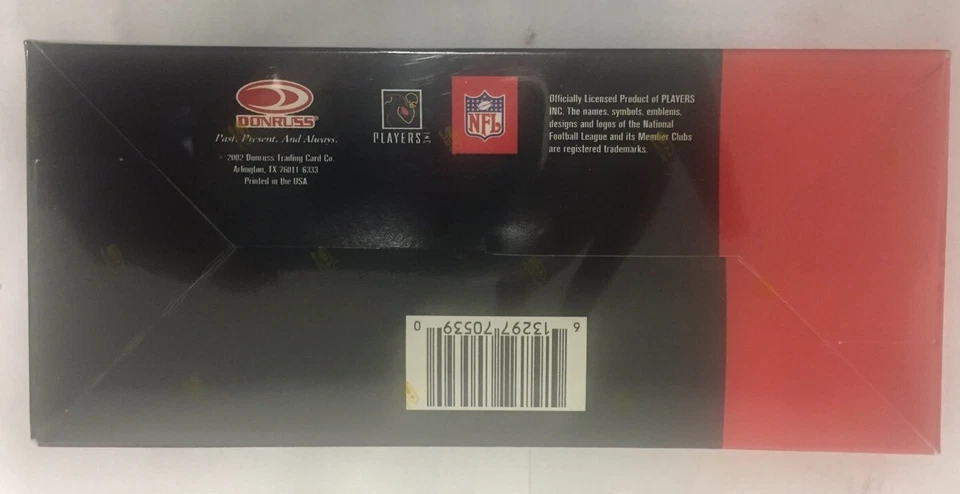 DONRUSS®
Past, Present, And Always.
© 2002 Donruss Trading Card Co.
Arlington, TX 76011-6333
Printed in the USA
PLAYERS INC
NFL
Officially Licensed Product of PLAYERS
INC. The names, symbols, emblems,
designs and logos of the National
Football League and its Member Clubs
are registered trademarks.
6 13297 70539 0